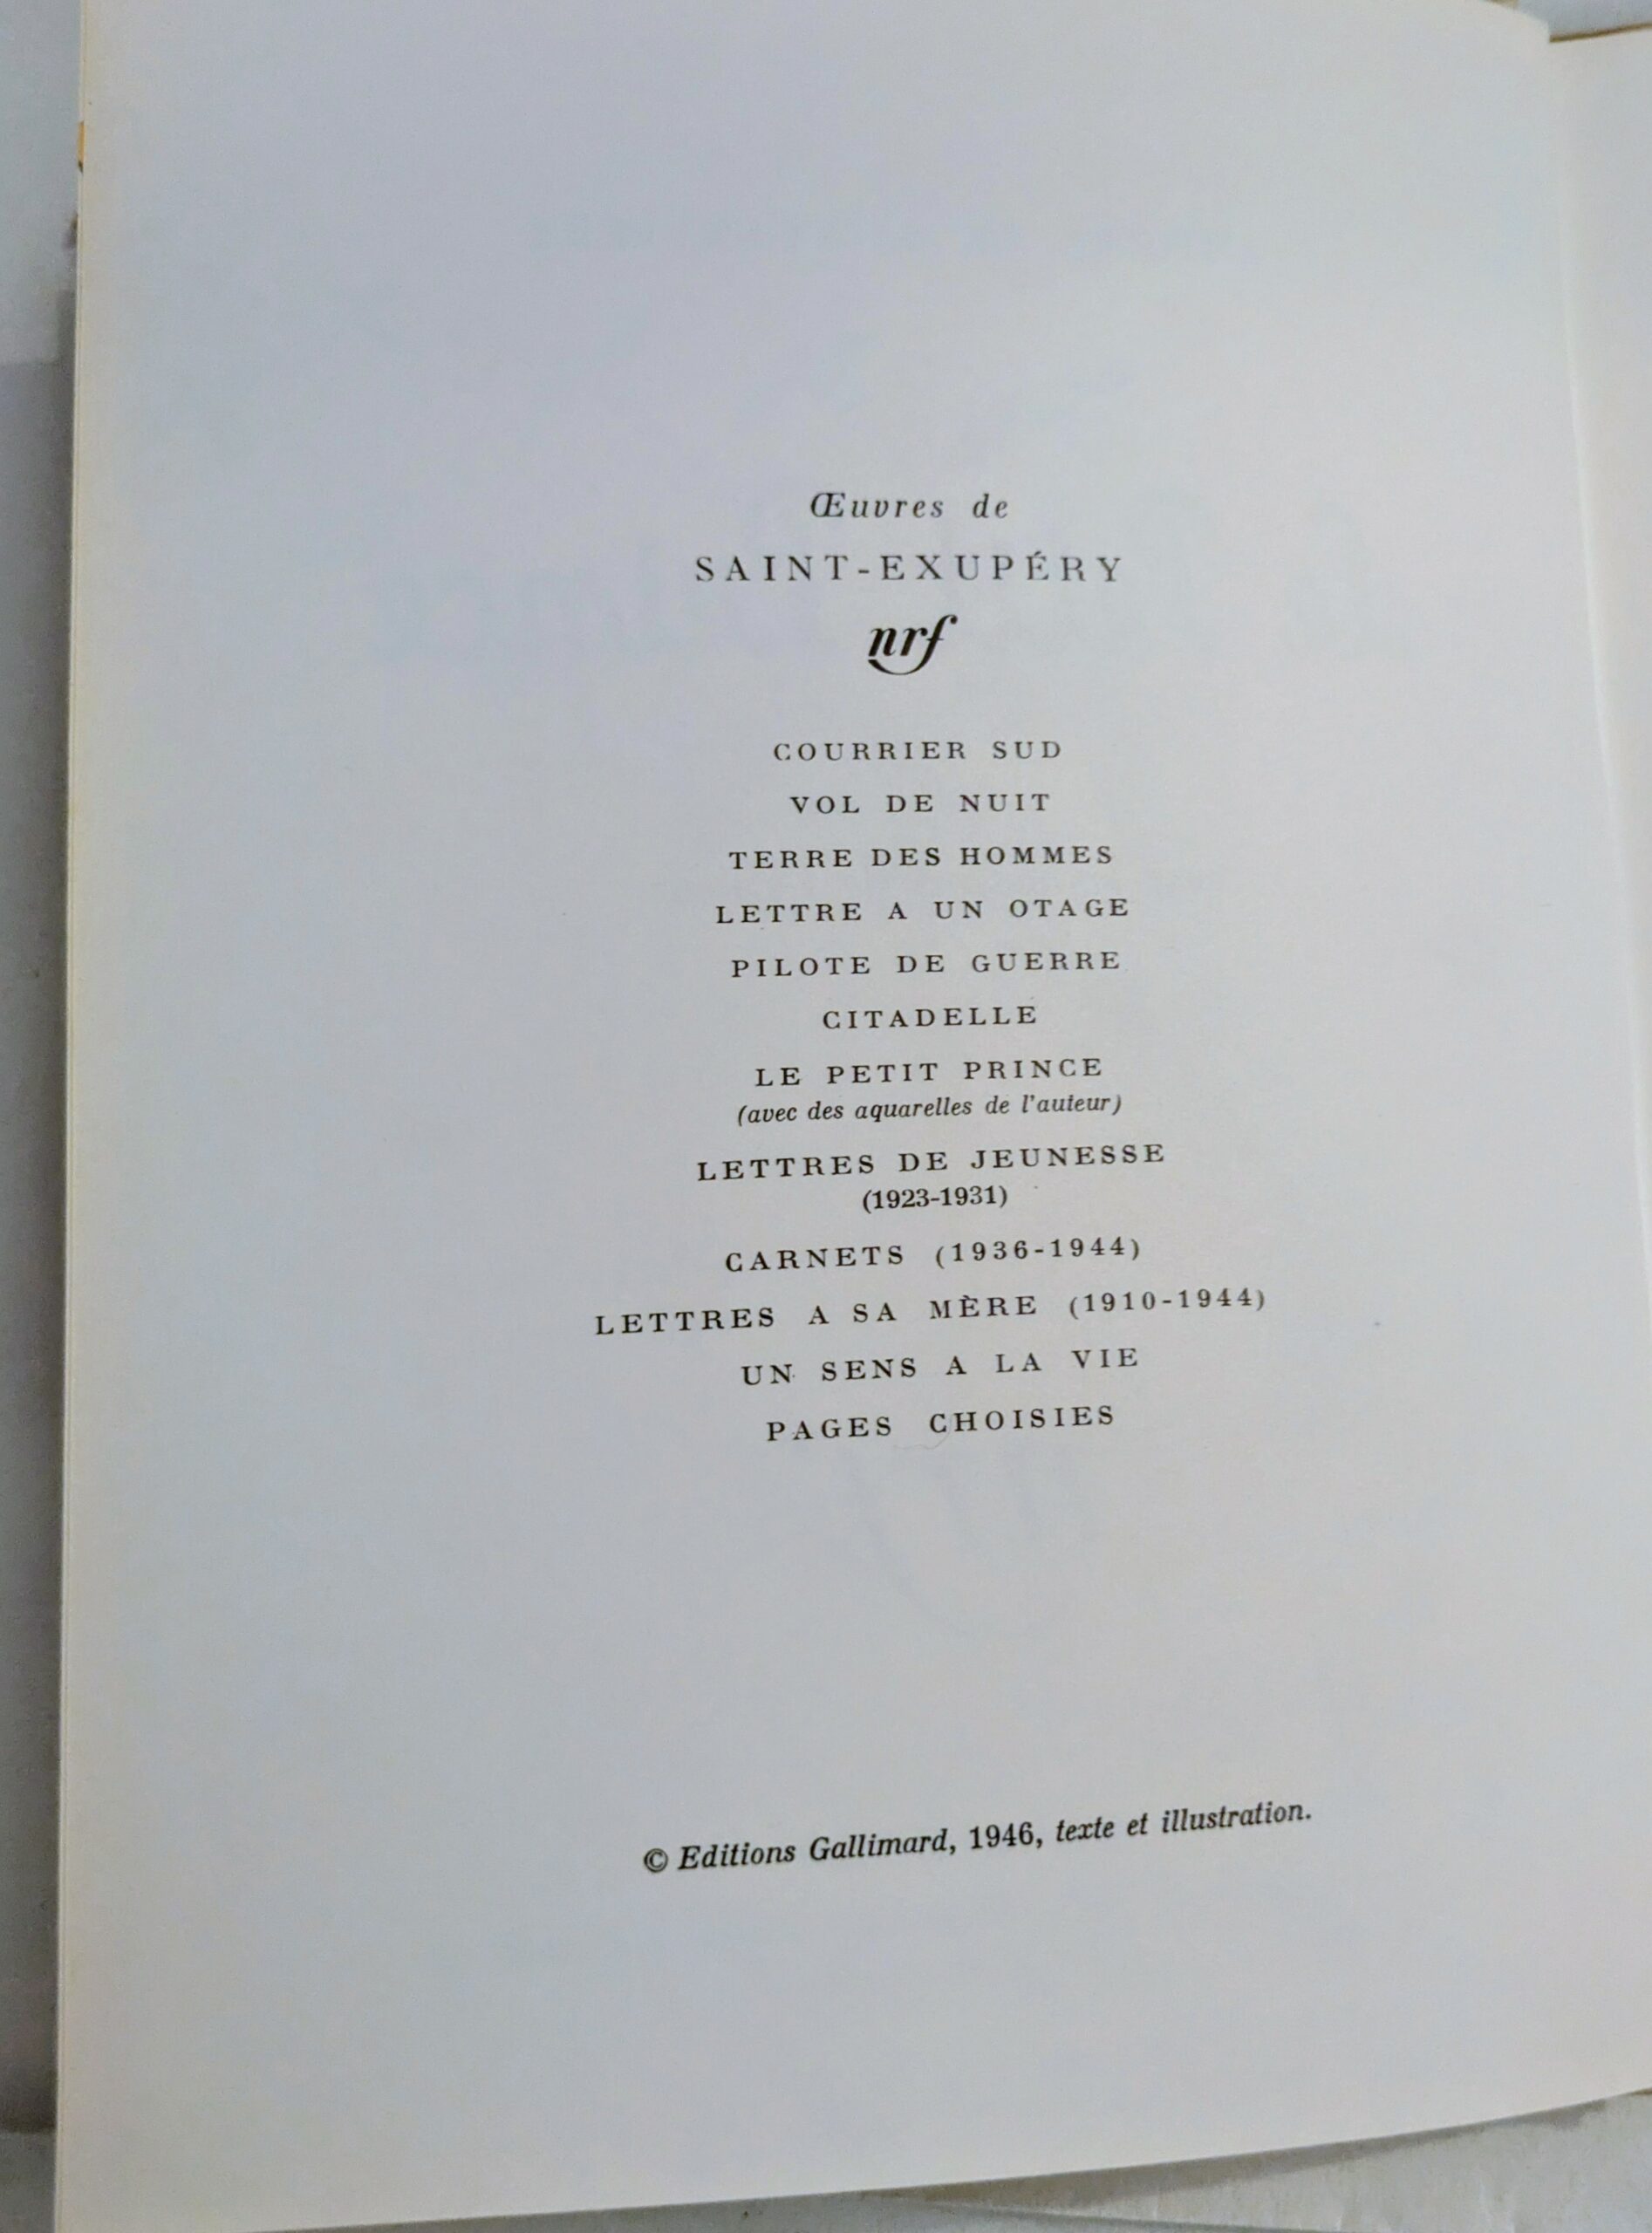 Œuvres de
SAINT-EXUPÉRY
nrf
COURRIER SUD
VOL DE NUIT
TERRE DES HOMMES
LETTRE A UN OTAGE
PILOTE DE GUERRE
CITADELLE
LE PETIT PRINCE
(avec des aquarelles de l'auteur)
LETTRES DE JEUNESSE
(1923-1931)
CARNETS (1936-1944)
LETTRES A SA MÈRE (1910-1944)
UN SENS A LA VIE
PAGES CHOISIES
© Editions Gallimard, 1946, texte et illustration.